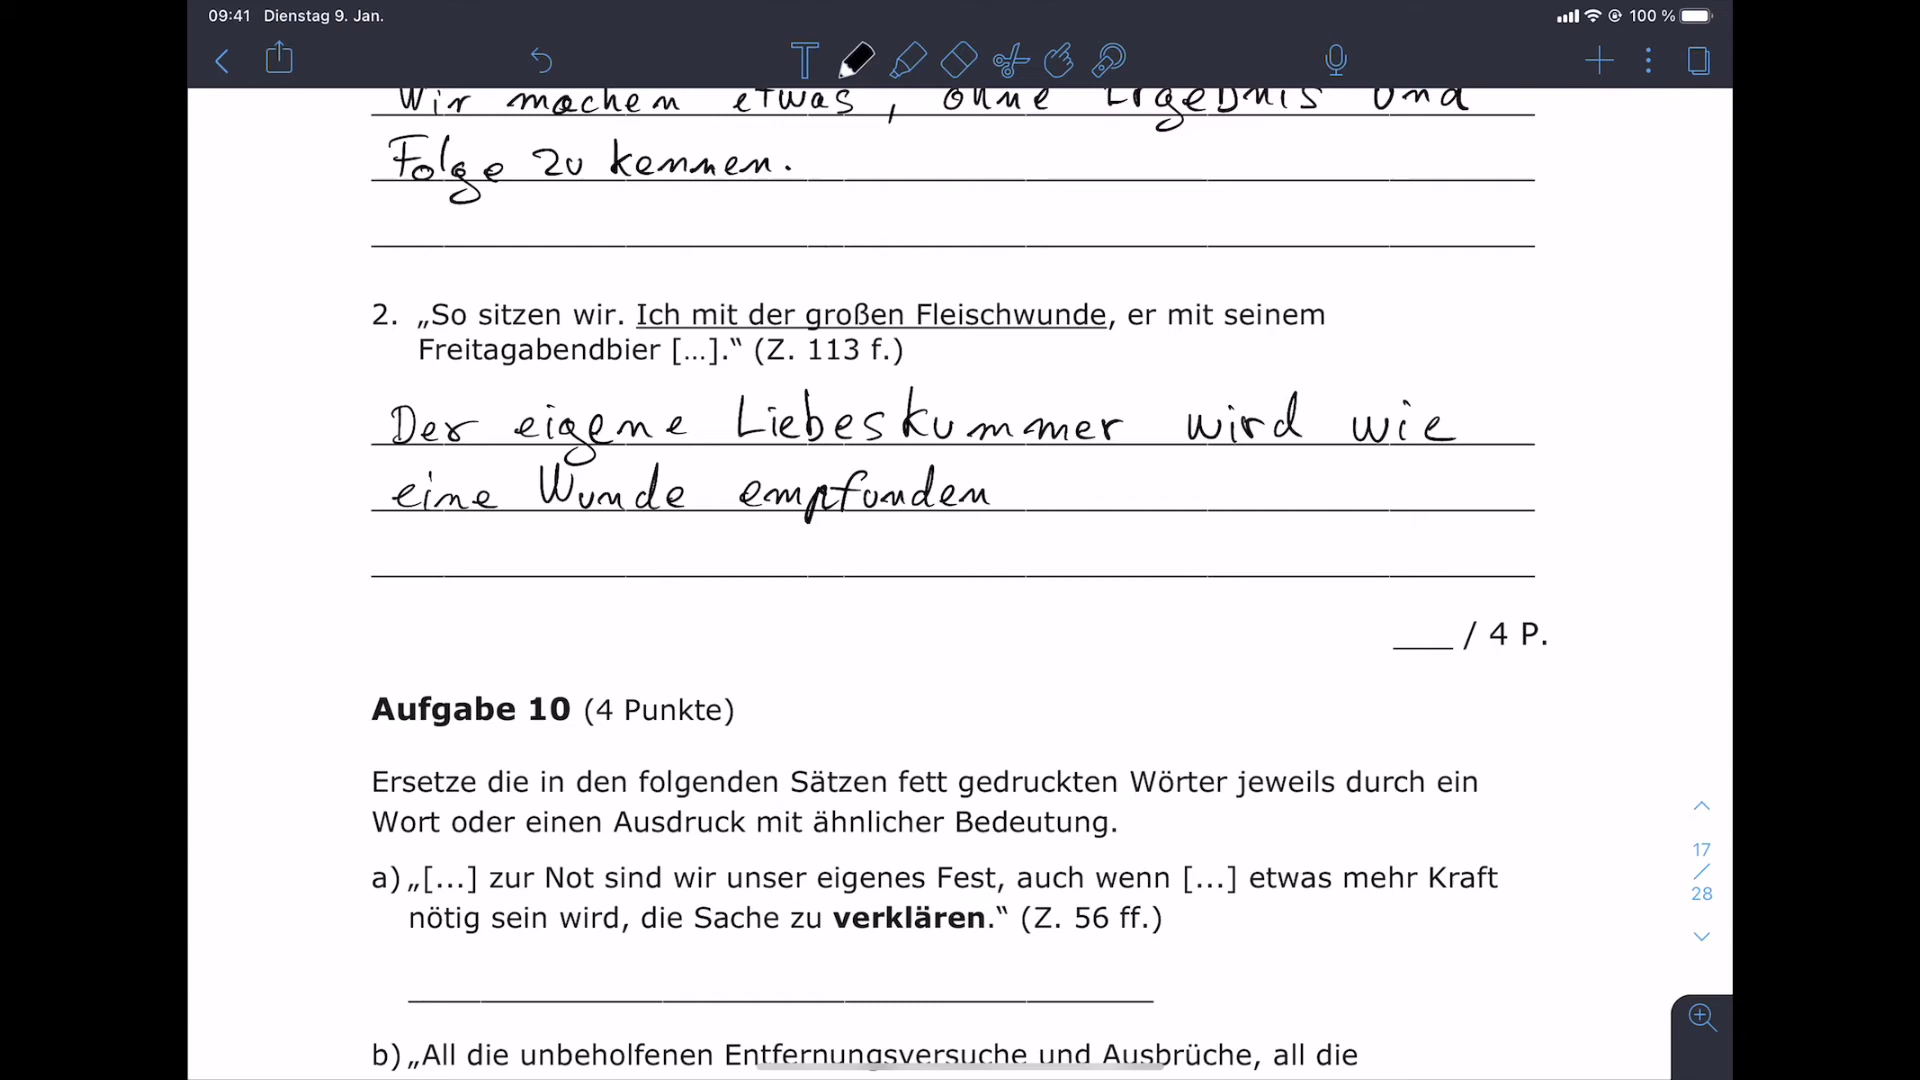 09:41 Dienstag 9. Jan.
100 %
Wir machen etwas, ohne Ergebnis und
Folge zu kennen.
2. „So sitzen wir. Ich mit der großen Fleischwunde, er mit seinem
Freitagabendbier [...].“ (Z. 113 f.)
Der eigene Liebeskummer wird wie
eine Wunde empfunden
____ / 4 P.
Aufgabe 10 (4 Punkte)
Ersetze die in den folgenden Sätzen fett gedruckten Wörter jeweils durch ein
Wort oder einen Ausdruck mit ähnlicher Bedeutung.
a) „[...] zur Not sind wir unser eigenes Fest, auch wenn [...] etwas mehr Kraft
nötig sein wird, die Sache zu verklären.“ (Z. 56 ff.)
17
/
28
b) „All die unbeholfenen Entfernungsversuche und Ausbrüche, all die